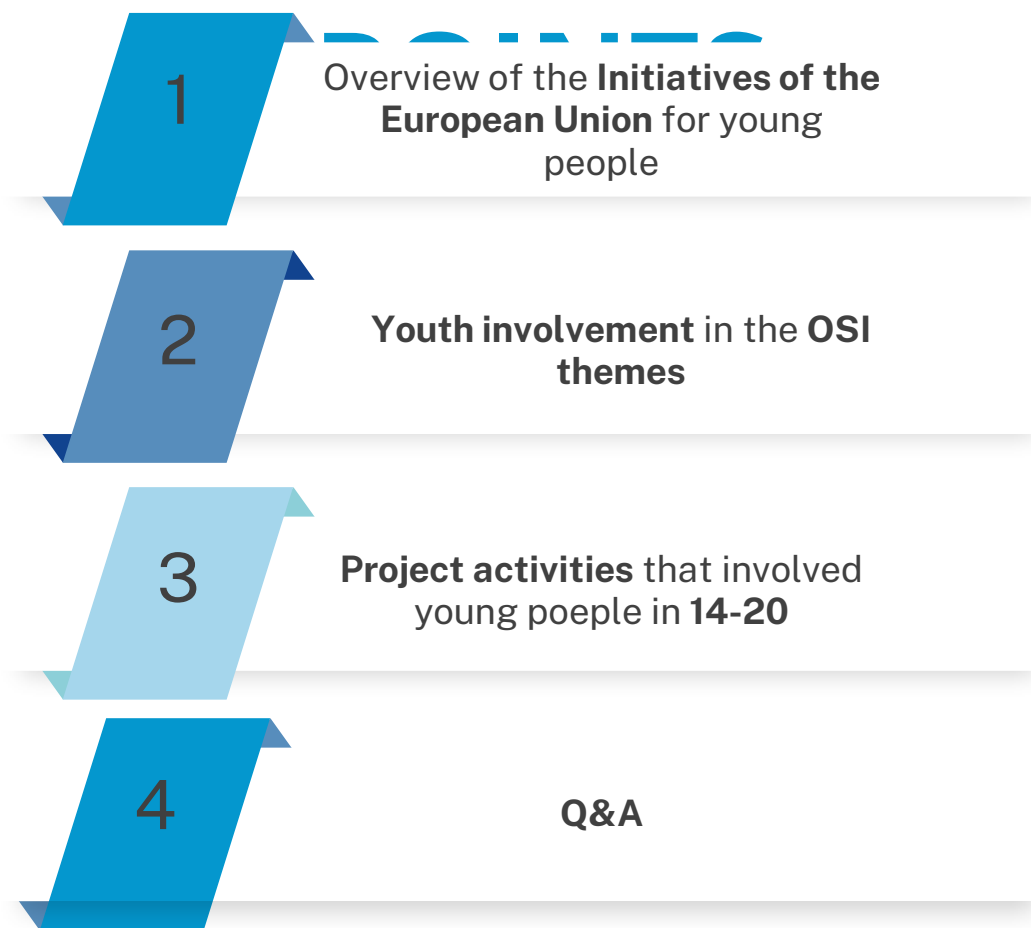 1
Overview of the Initiatives of the
European Union for young
people
2
Youth involvement in the OSI
themes
3
Project activities that involved
young poeple in 14-20
4
Q&A